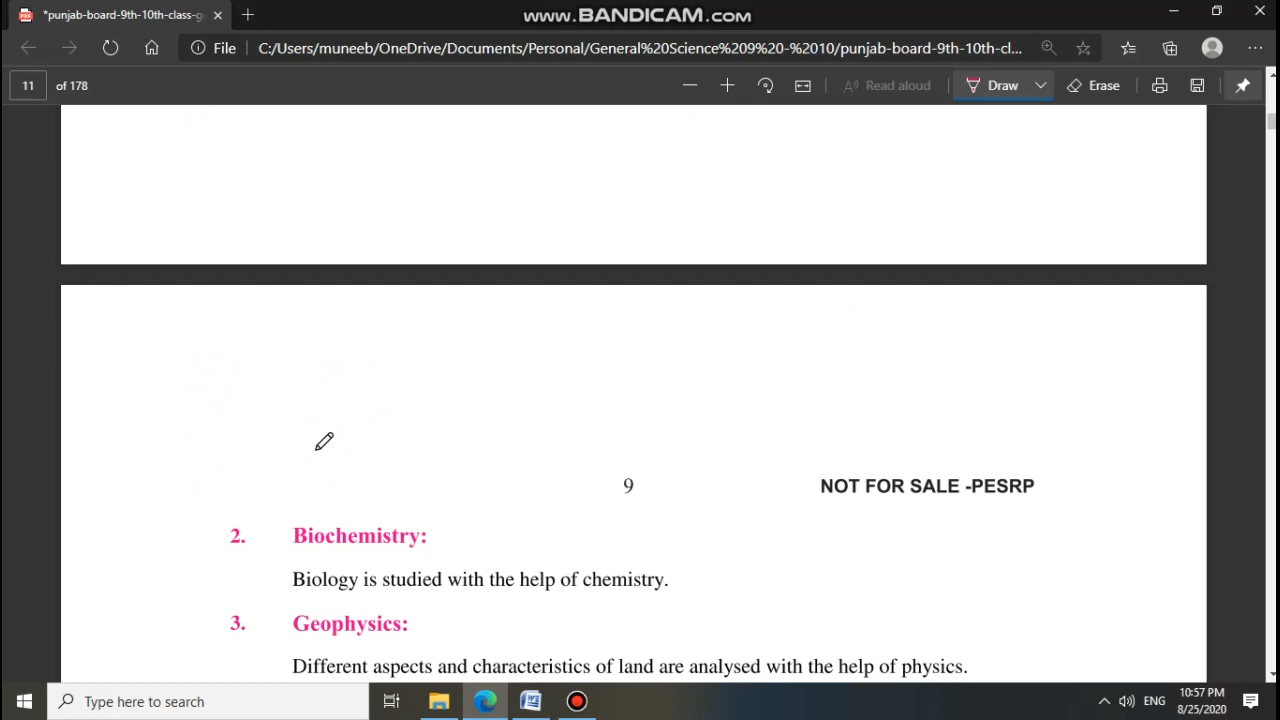 *punjab-board-9th-10th-class-g
www.BANDICAM.com
File C:/Users/muneeb/OneDrive/Documents/Personal/General%20Science%209%20-%2010/punjab-board-9th-10th-cl...
11 of 178 Read aloud Draw Erase
9 NOT FOR SALE -PESRP
2. Biochemistry:
Biology is studied with the help of chemistry.
3. Geophysics:
Different aspects and characteristics of land are analysed with the help of physics.
Type here to search ENG 10:57 PM
8/25/2020